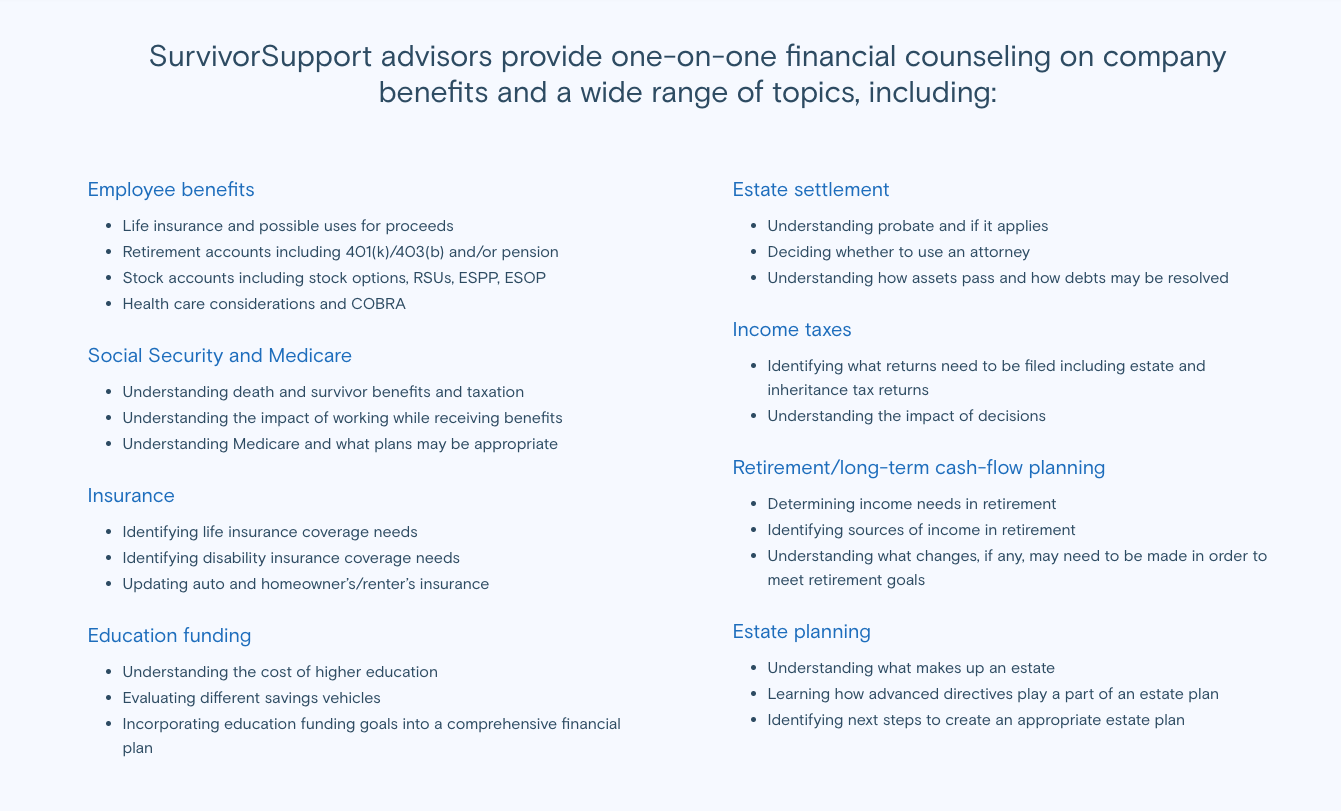 SurvivorSupport advisors provide one-on-one financial counseling on company
benefits and a wide range of topics, including:
Employee benefits
• Life insurance and possible uses for proceeds
• Retirement accounts including 401(k)/403(b) and/or pension
• Stock accounts including stock options, RSUs, ESPP, ESOP
• Health care considerations and COBRA
Social Security and Medicare
• Understanding death and survivor benefits and taxation
• Understanding the impact of working while receiving benefits
• Understanding Medicare and what plans may be appropriate
Insurance
• Identifying life insurance coverage needs
• Identifying disability insurance coverage needs
• Updating auto and homeowner’s/renter’s insurance
Education funding
• Understanding the cost of higher education
• Evaluating different savings vehicles
• Incorporating education funding goals into a comprehensive financial
plan
Estate settlement
• Understanding probate and if it applies
• Deciding whether to use an attorney
• Understanding how assets pass and how debts may be resolved
Income taxes
• Identifying what returns need to be filed including estate and
inheritance tax returns
• Understanding the impact of decisions
Retirement/long-term cash-flow planning
• Determining income needs in retirement
• Identifying sources of income in retirement
• Understanding what changes, if any, may need to be made in order to
meet retirement goals
Estate planning
• Understanding what makes up an estate
• Learning how advanced directives play a part of an estate plan
• Identifying next steps to create an appropriate estate plan